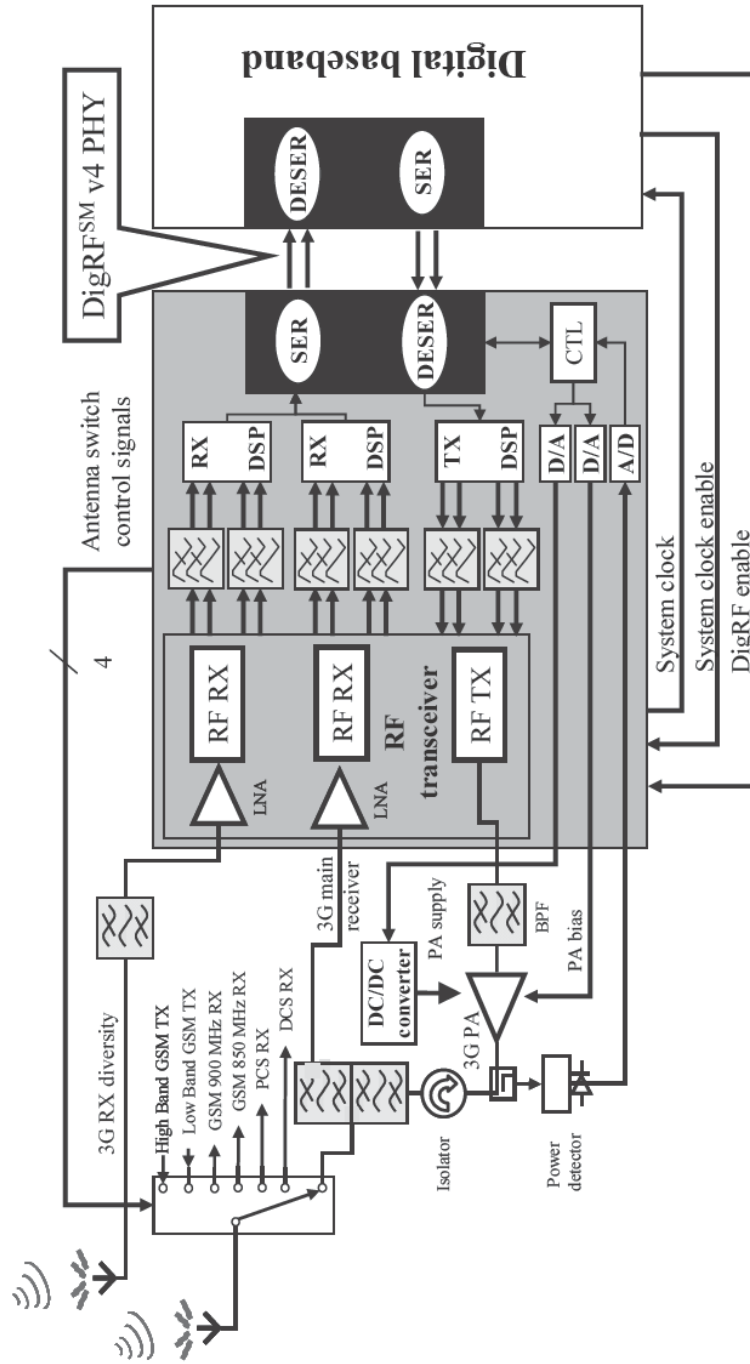 3G RX diversity
High Band GSM TX
Low Band GSM TX
GSM 900 MHz RX
GSM 850 MHz RX
PCS RX
DCS RX
Isolator
Power
detector
3G PA
DC/DC
converter
PA supply
PA bias
BPF
3G main
receiver
4
Antenna switch
control signals
LNA
RF RX
LNA
RF RX
RF
transceiver
RF TX
RX
DSP
RX
DSP
TX
DSP
D/A
D/A
A/D
CTL
SER
DESER
DigRF^SM v4 PHY
DESER
SER
Digital baseband
System clock
System clock enable
DigRF enable